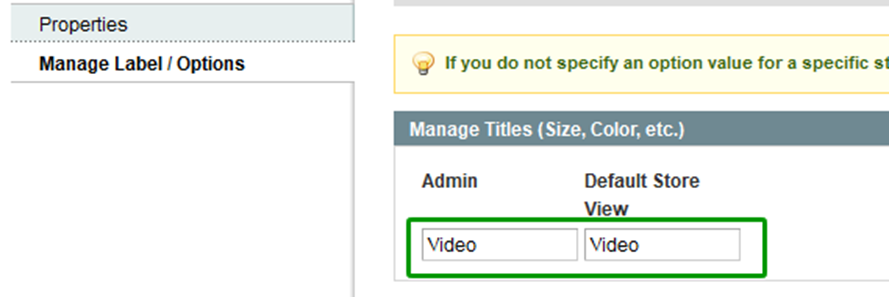 Properties
Manage Label / Options
If you do not specify an option value for a specific
Manage Titles (Size, Color, etc.)
Admin
Default Store
View
Video
Video